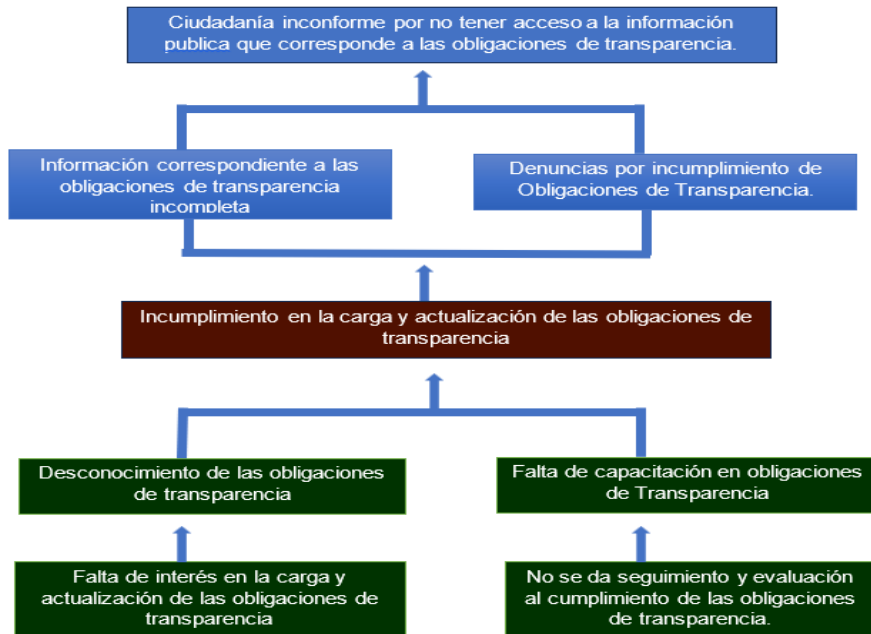 Ciudadanía inconforme por no tener acceso a la información
publica que corresponde a las obligaciones de transparencia.
Información correspondiente a las
obligaciones de transparencia
incompleta
Denuncias por incumplimiento de
Obligaciones de Transparencia.
Incumplimiento en la carga y actualización de las obligaciones de
transparencia
Desconocimiento de las obligaciones
de transparencia
Falta de capacitación en obligaciones
de Transparencia
Falta de interés en la carga y
actualización de las obligaciones de
transparencia
No se da seguimiento y evaluación
al cumplimiento de las obligaciones
de transparencia.